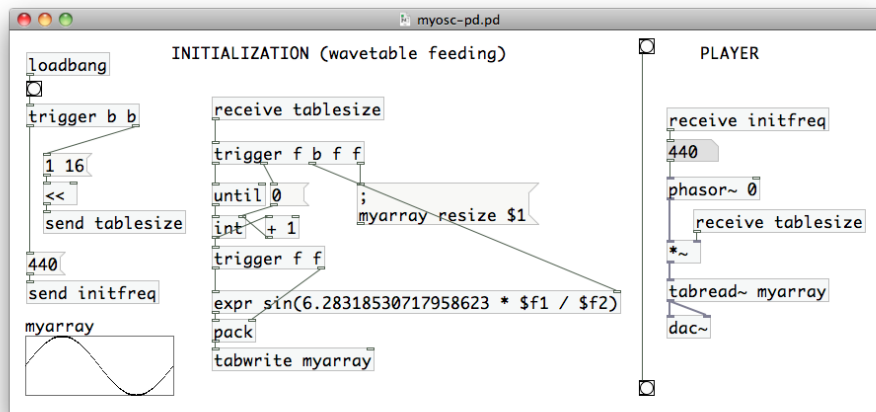 myosc-pd.pd
INITIALIZATION (wavetable feeding)
PLAYER
loadbang
trigger b b
1 16
<<
send tablesize
440
send initfreq
myarray
receive tablesize
trigger f b f f
until
0
;
myarray resize $1
int
+ 1
trigger f f
expr sin(6.28318530717958623 * $f1 / $f2)
pack
tabwrite myarray
receive initfreq
440
phasor~ 0
receive tablesize
*~
tabread~ myarray
dac~